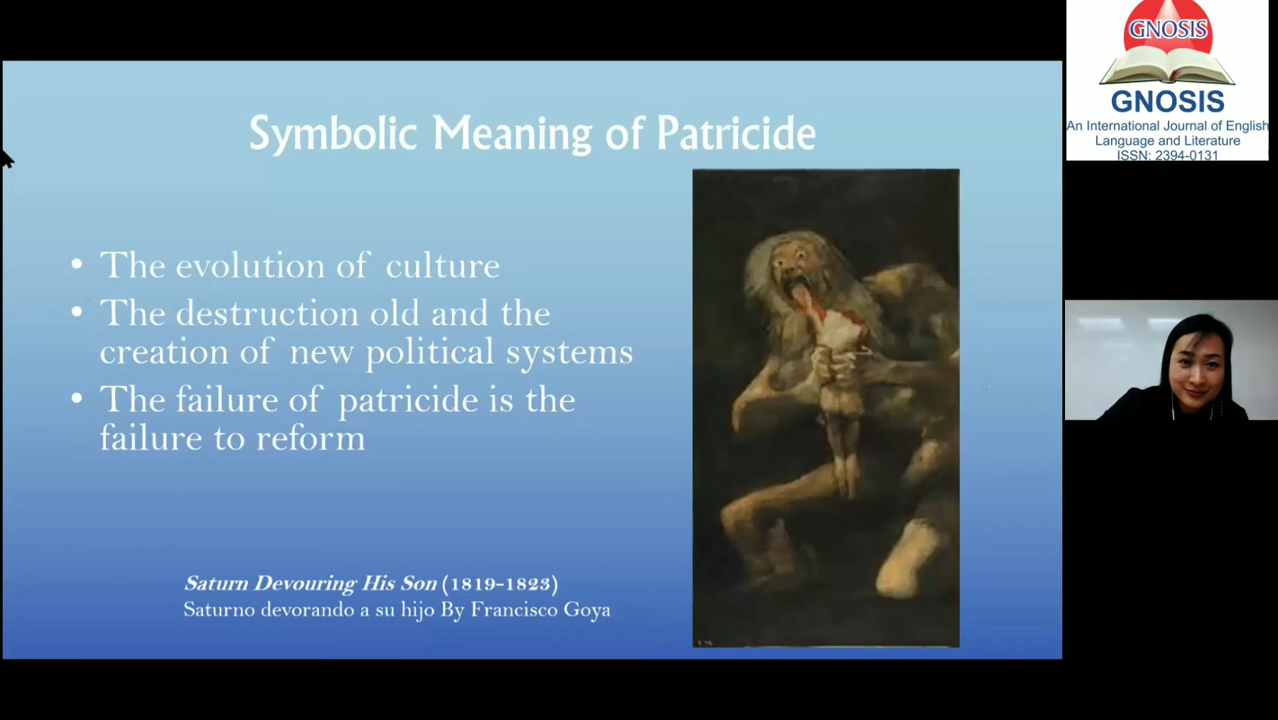 Symbolic Meaning of Patricide
• The evolution of culture
• The destruction old and the
creation of new political systems
• The failure of patricide is the
failure to reform
Saturn Devouring His Son (1819-1823)
Saturno devorando a su hijo By Francisco Goya
GNOSIS
GNOSIS
An International Journal of English
Language and Literature
ISSN: 2394-0131